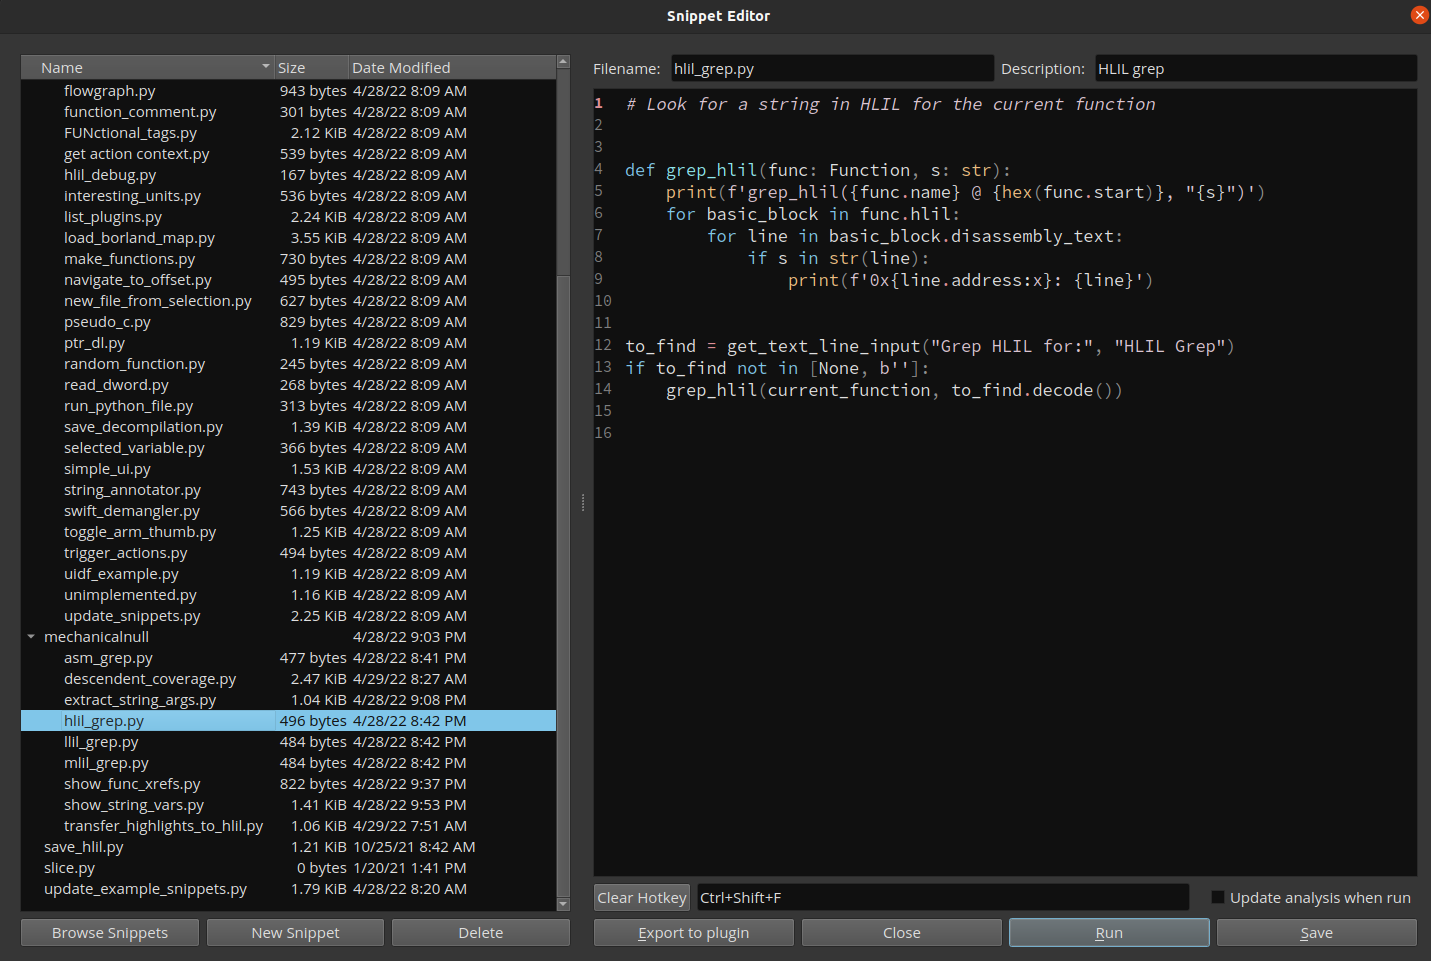 Snippet Editor
Name Size Date Modified
flowgraph.py 943 bytes 4/28/22 8:09 AM
function_comment.py 301 bytes 4/28/22 8:09 AM
FUNctional_tags.py 2.12 KiB 4/28/22 8:09 AM
get action context.py 539 bytes 4/28/22 8:09 AM
hlil_debug.py 167 bytes 4/28/22 8:09 AM
interesting_units.py 536 bytes 4/28/22 8:09 AM
list_plugins.py 2.24 KiB 4/28/22 8:09 AM
load_borland_map.py 3.55 KiB 4/28/22 8:09 AM
make_functions.py 730 bytes 4/28/22 8:09 AM
navigate_to_offset.py 495 bytes 4/28/22 8:09 AM
new_file_from_selection.py 627 bytes 4/28/22 8:09 AM
pseudo_c.py 829 bytes 4/28/22 8:09 AM
ptr_dl.py 1.19 KiB 4/28/22 8:09 AM
random_function.py 245 bytes 4/28/22 8:09 AM
read_dword.py 268 bytes 4/28/22 8:09 AM
run_python_file.py 313 bytes 4/28/22 8:09 AM
save_decompilation.py 1.39 KiB 4/28/22 8:09 AM
selected_variable.py 366 bytes 4/28/22 8:09 AM
simple_ui.py 1.53 KiB 4/28/22 8:09 AM
string_annotator.py 743 bytes 4/28/22 8:09 AM
swift_demangler.py 566 bytes 4/28/22 8:09 AM
toggle_arm_thumb.py 1.25 KiB 4/28/22 8:09 AM
trigger_actions.py 494 bytes 4/28/22 8:09 AM
uidf_example.py 1.19 KiB 4/28/22 8:09 AM
unimplemented.py 1.16 KiB 4/28/22 8:09 AM
update_snippets.py 2.25 KiB 4/28/22 8:09 AM
mechanicalnull 4/28/22 9:03 PM
asm_grep.py 477 bytes 4/28/22 8:41 PM
descendent_coverage.py 2.47 KiB 4/29/22 8:27 AM
extract_string_args.py 1.04 KiB 4/28/22 9:08 PM
hlil_grep.py 496 bytes 4/28/22 8:42 PM
llil_grep.py 484 bytes 4/28/22 8:42 PM
mlil_grep.py 484 bytes 4/28/22 8:42 PM
show_func_xrefs.py 822 bytes 4/28/22 9:37 PM
show_string_vars.py 1.41 KiB 4/28/22 9:53 PM
transfer_highlights_to_hlil.py 1.06 KiB 4/29/22 7:51 AM
save_hlil.py 1.21 KiB 10/25/21 8:42 AM
slice.py 0 bytes 1/20/21 1:41 PM
update_example_snippets.py 1.79 KiB 4/28/22 8:20 AM
Browse Snippets New Snippet Delete
Filename: hlil_grep.py Description: HLIL grep
1 # Look for a string in HLIL for the current function
2
3
4 def grep_hlil(func: Function, s: str):
5     print(f'grep_hlil({func.name} @ {hex(func.start)}, "{s}")')
6     for basic_block in func.hlil:
7         for line in basic_block.disassembly_text:
8             if s in str(line):
9                 print(f'0x{line.address:x}: {line}')
10
11
12 to_find = get_text_line_input("Grep HLIL for:", "HLIL Grep")
13 if to_find not in [None, b'']:
14     grep_hlil(current_function, to_find.decode())
15
16
Clear Hotkey Ctrl+Shift+F Update analysis when run
Export to plugin Close Run Save